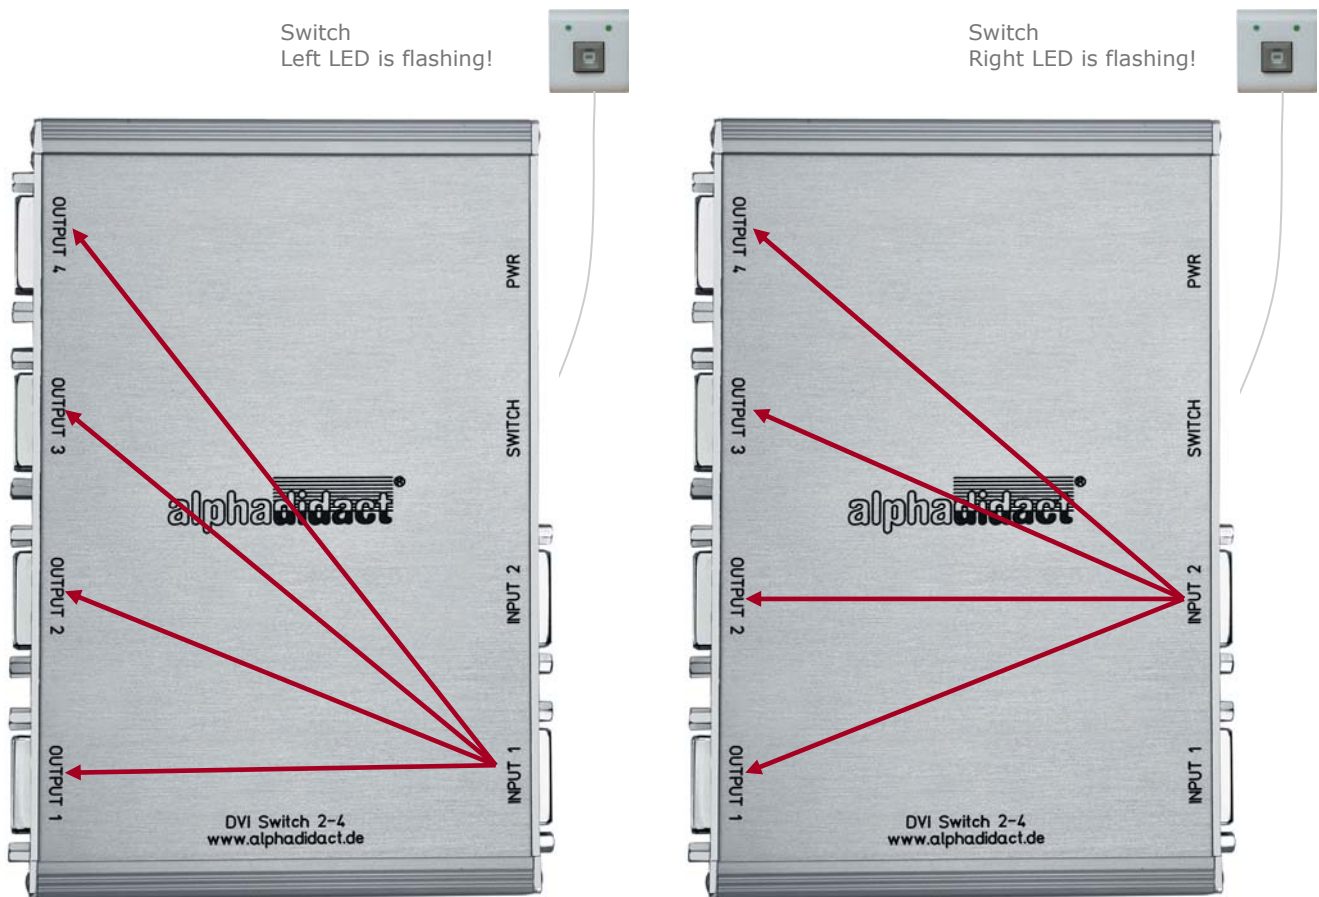 Switch
Left LED is flashing!
OUTPUT 4
OUTPUT 3
OUTPUT 2
OUTPUT 1
PWR
SWITCH
INPUT 2
INPUT 1
alphadidact®
DVI Switch 2-4
www.alphadidact.de
Switch
Right LED is flashing!
OUTPUT 4
OUTPUT 3
OUTPUT 2
OUTPUT 1
PWR
SWITCH
INPUT 2
INPUT 1
alphadidact®
DVI Switch 2-4
www.alphadidact.de